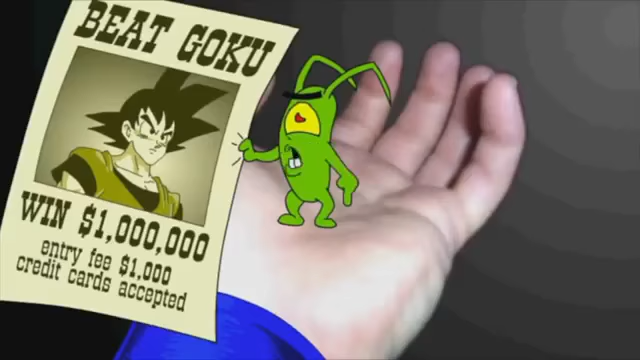 BEAT GOKU
WIN $1,000,000
entry fee $1,000
credit cards accepted